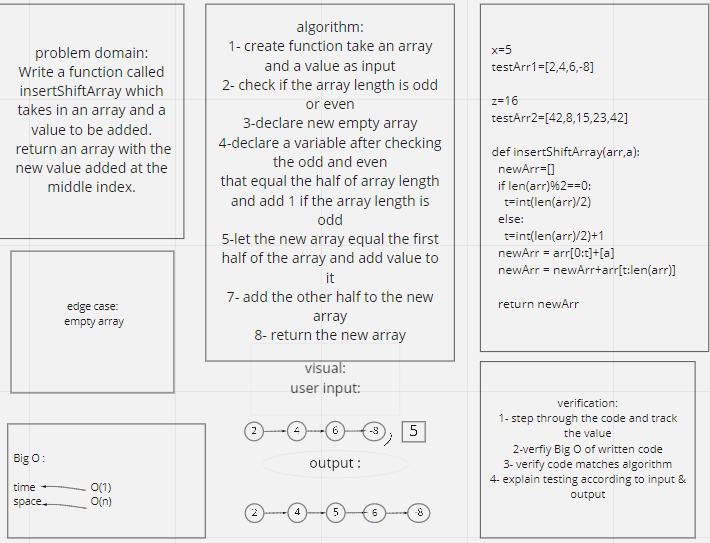 problem domain:
Write a function called
insertShiftArray which
takes in an array and a
value to be added.
return an array with the
new value added at the
middle index.
edge case:
empty array
Big O :
time O(1)
space O(n)
algorithm:
1- create function take an array
and a value as input
2- check if the array length is odd
or even
3-declare new empty array
4-declare a variable after checking
the odd and even
that equal the half of array length
and add 1 if the array length is
odd
5-let the new array equal the first
half of the array and add value to
it
7- add the other half to the new
array
8- return the new array
visual:
user input:
2 4 6 -8 , 5
output :
2 4 5 6 -8
x=5
testArr1=[2,4,6,-8]
z=16
testArr2=[42,8,15,23,42]
def insertShiftArray(arr,a):
newArr=[]
if len(arr)%2==0:
t=int(len(arr)/2)
else:
t=int(len(arr)/2)+1
newArr = arr[0:t]+[a]
newArr = newArr+arr[t:len(arr)]
return newArr
verification:
1- step through the code and track
the value
2-verfiy Big O of written code
3- verify code matches algorithm
4- explain testing according to input &
output